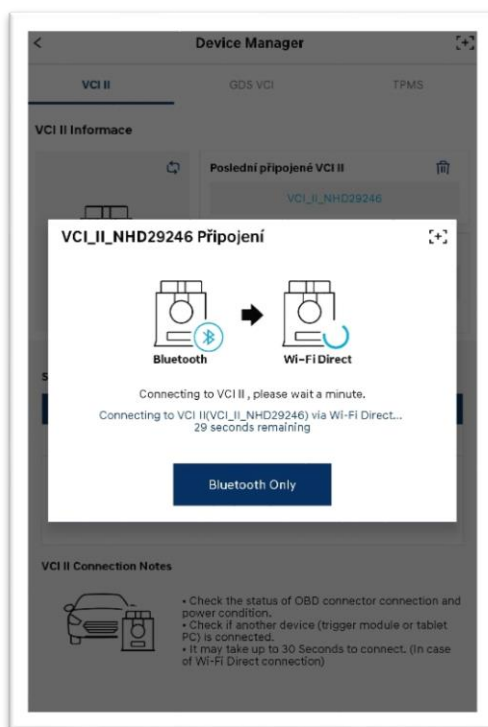 <
Device Manager
VCI II
GDS VCI
TPMS
VCI II Informace
Poslední připojené VCI II
VCI_II_NHD29246
VCI_II_NHD29246 Připojení
Bluetooth
Wi-Fi Direct
Connecting to VCI II , please wait a minute.
Connecting to VCI II(VCI_II_NHD29246) via Wi-Fi Direct...
29 seconds remaining
Bluetooth Only
VCI II Connection Notes
• Check the status of OBD connector connection and
power condition.
• Check if another device (trigger module or tablet
PC) is connected.
• It may take up to 30 Seconds to connect. (In case
of Wi-Fi Direct connection)